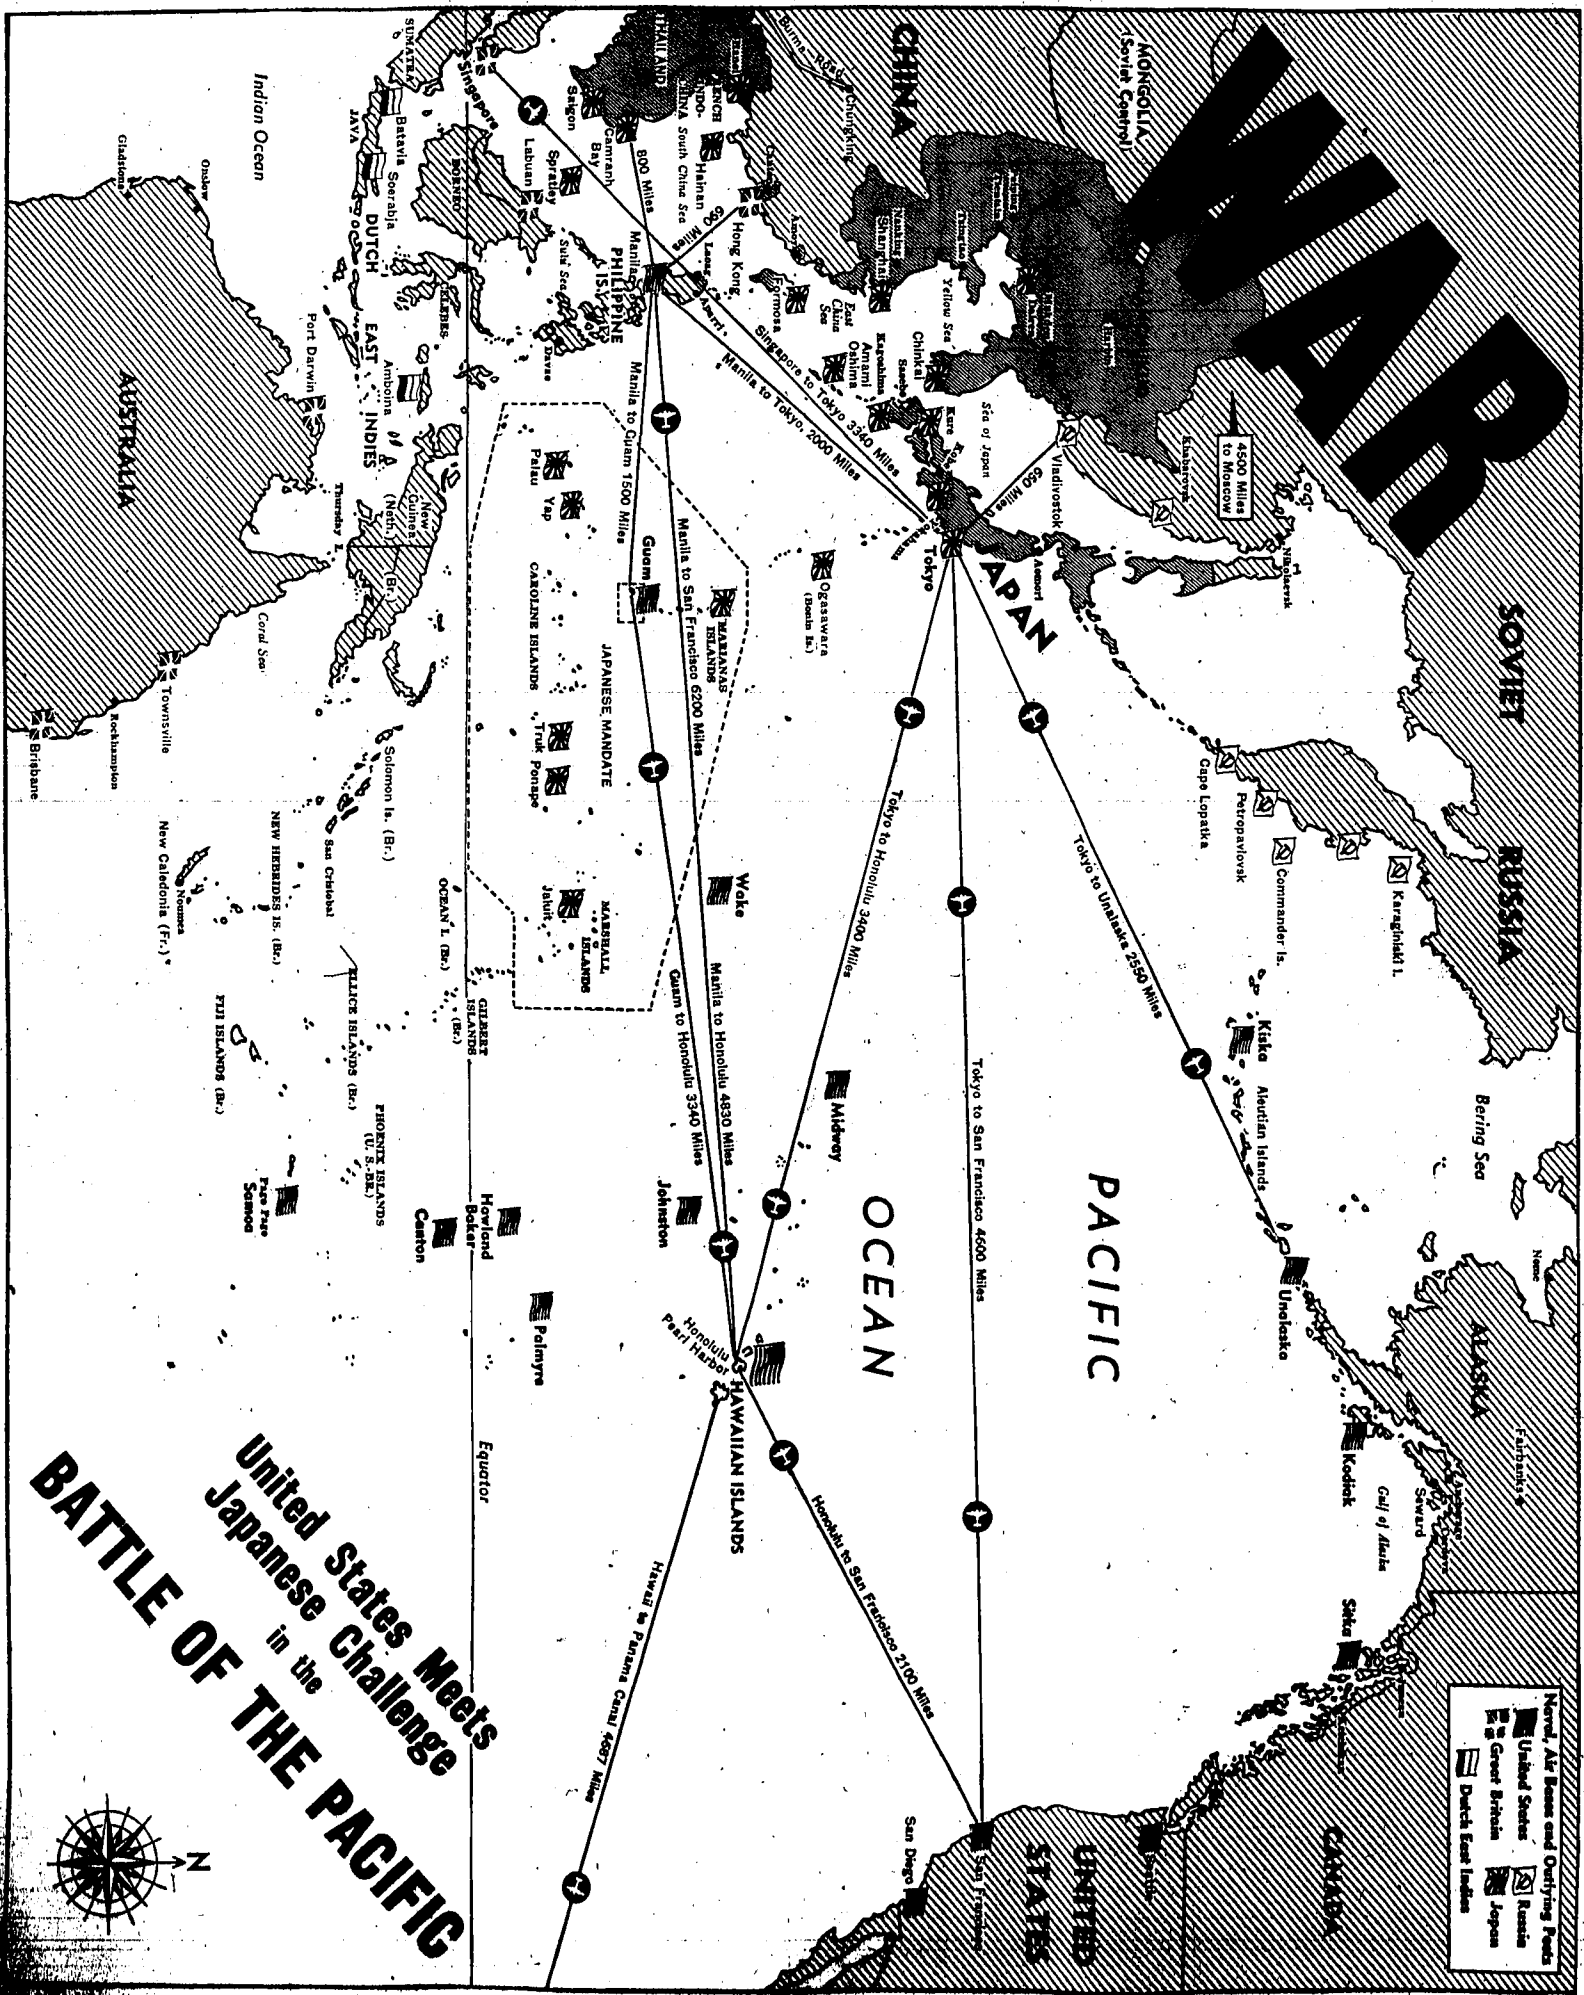 WAR
MONGOLIA
(Soviet Control)
CHINA
Burma Road
Chungking
THAILAND
SOVIET RUSSIA
4500 Miles
to Moscow
Khabarovsk
Nikolaevsk
Vladivostok
650 Miles
Sea of Japan
JAPAN
Aomori
Tokyo
Kure
Chinkai
Yellow Sea
Shanghai
Nanking
East
China
Sea
Amami
Oshima
Kagoshima
Sasebo
Formosa
Amoy
Hong Kong
690 Miles
Hainan
South China Sea
Laoag
Aparri
Camranh
Bay
Saigon
800 Miles
Manila
PHILIPPINE
IS.
Davao
Sulu Sea
Spratley
Labuan
BORNEO
Singapore
SUMATRA
Batavia
Soerabja
JAVA
DUTCH EAST INDIES
CELEBES
Amboina
Indian Ocean
Onslow
Gladstone
Port Darwin
AUSTRALIA
Thursday I.
New
Guinea
(Neth.)
(Br.)
Coral Sea
Townsville
Rockhampton
Brisbane
Singapore to Tokyo 3340 Miles
Manila to Tokyo, 2000 Miles
Manila to Guam 1500 Miles
Manila to San Francisco 6200 Miles
Guam
Palau
Yap
CAROLINE ISLANDS
MARIANAS
ISLANDS
JAPANESE MANDATE
Truk
Ponape
Jaluit
MARSHALL
ISLANDS
Ogasawara
(Bonin Is.)
Wake
Manila to Honolulu 4830 Miles
Guam to Honolulu 3340 Miles
Solomon Is. (Br.)
San Cristobal
NEW HEBRIDES IS. (Br.)
New Caledonia (Fr.)
Noumea
OCEAN I. (Br.)
GILBERT
ISLANDS
(Br.)
ELLICE ISLANDS (Br.)
FIJI ISLANDS (Br.)
PHOENIX ISLANDS
(U. S.-BR.)
Pago Pago
Samoa
Howland
Baker
Canton
Palmyra
Johnston
Midway
Honolulu
Pearl Harbor
HAWAIIAN ISLANDS
Equator
PACIFIC
OCEAN
Tokyo to Honolulu 3400 Miles
Tokyo to San Francisco 4600 Miles
Tokyo to Unalaska 2550 Miles
Cape Lopatka
Petropavlovsk
Commander Is.
Karaginiski I.
Bering Sea
Kiska
Aleutian Islands
Unalaska
Nome
ALASKA
Fairbanks
Anchorage
Seward
Cordova
Kodiak
Gulf of Alaska
Sitka
CANADA
Seattle
UNITED
STATES
San Francisco
San Diego
Honolulu to San Francisco 2100 Miles
Hawaii to Panama Canal 4667 Miles
Naval, Air Bases and Outlying Posts
United States
Russia
Great Britain
Japan
Dutch East Indies
United States Meets
Japanese Challenge
in the
BATTLE OF THE PACIFIC
N